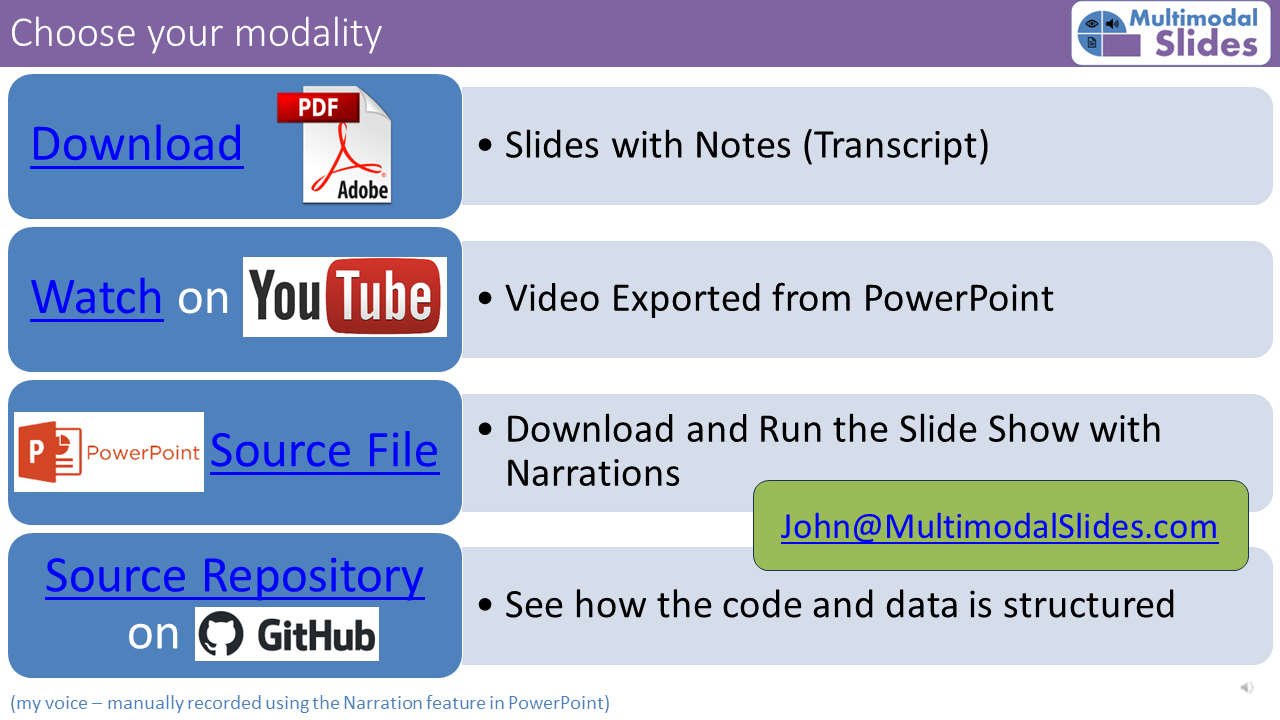 Choose your modality
Multimodal
Slides
Download
PDF
Adobe
• Slides with Notes (Transcript)
Watch on YouTube
• Video Exported from PowerPoint
P PowerPoint Source File
• Download and Run the Slide Show with
Narrations
John@MultimodalSlides.com
Source Repository
on GitHub
• See how the code and data is structured
(my voice – manually recorded using the Narration feature in PowerPoint)